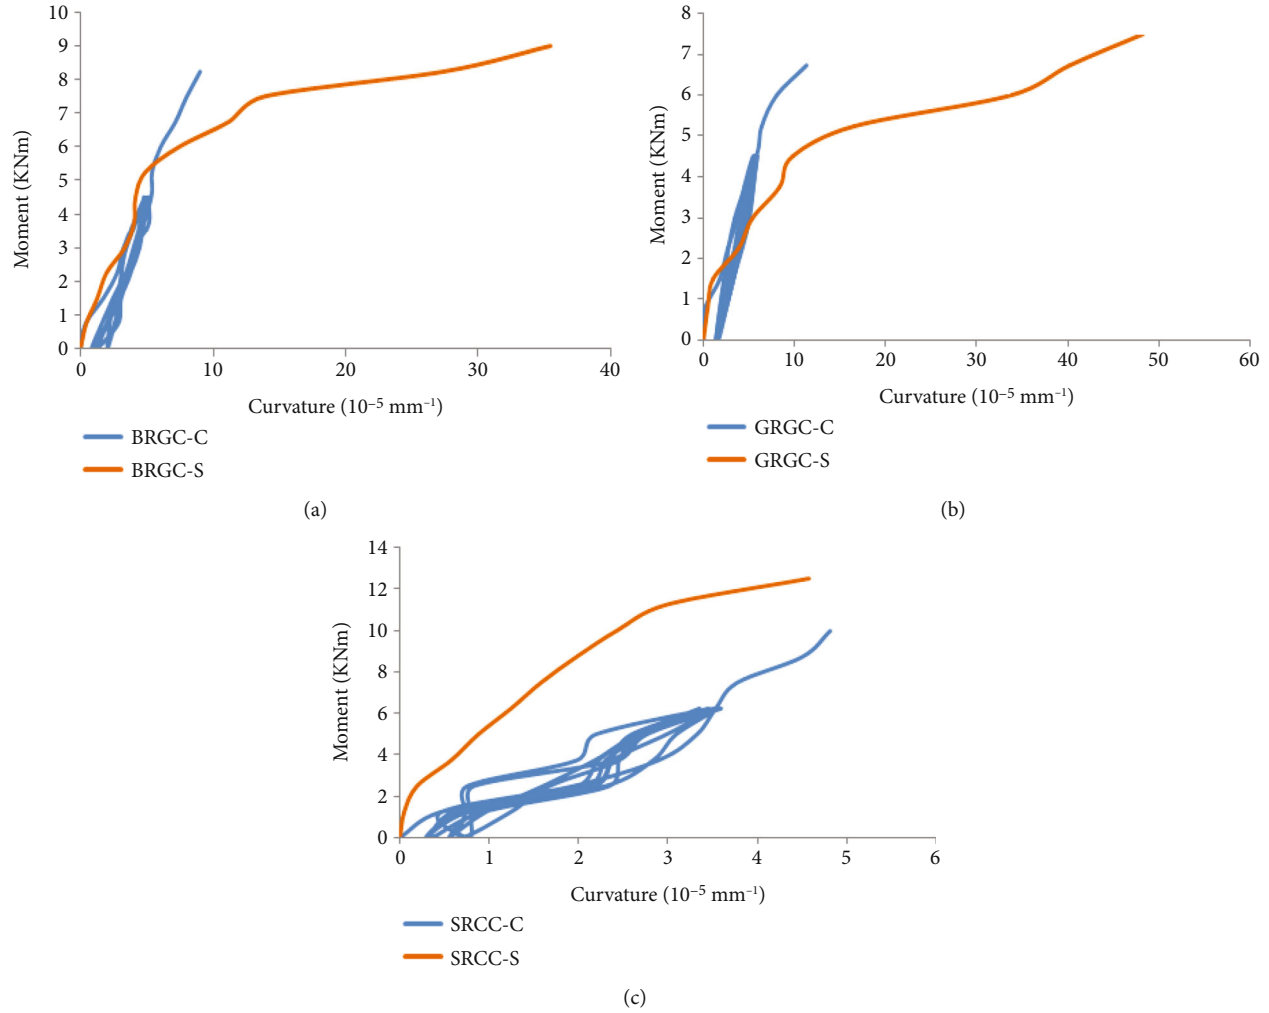 10
9
8
7
6
5
4
3
2
1
0
Moment (KNm)
0 10 20 30 40
Curvature (10⁻⁵ mm⁻¹)
BRGC-C
BRGC-S
(a)
8
7
6
5
4
3
2
1
0
Moment (KNm)
0 10 20 30 40 50 60
Curvature (10⁻⁵ mm⁻¹)
GRGC-C
GRGC-S
(b)
14
12
10
8
6
4
2
0
Moment (KNm)
0 1 2 3 4 5 6
Curvature (10⁻⁵ mm⁻¹)
SRCC-C
SRCC-S
(c)